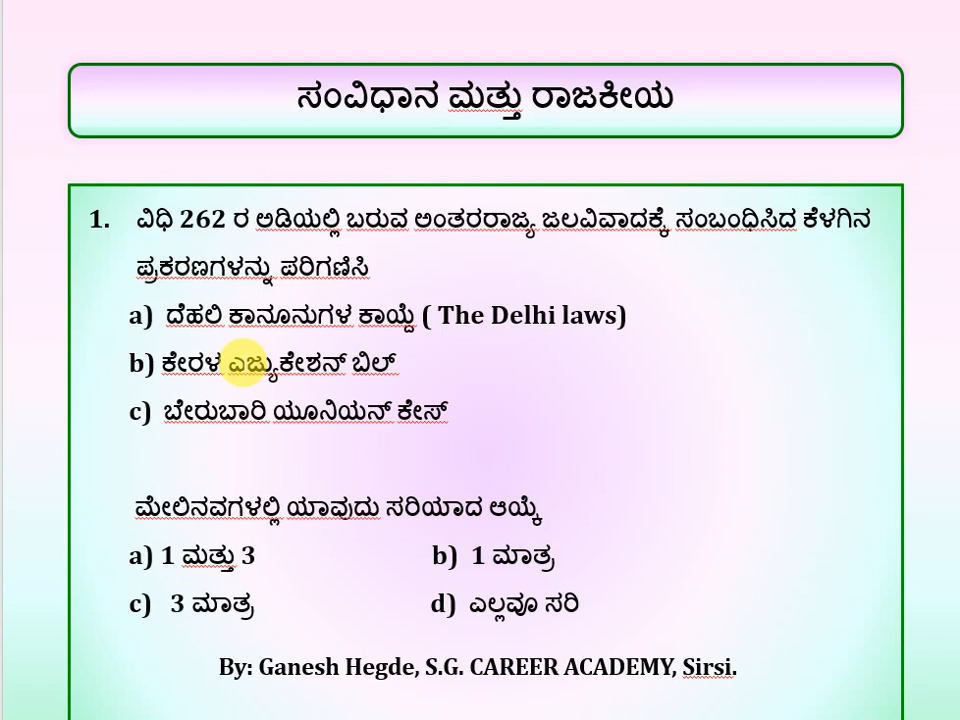 ಸಂವಿಧಾನ ಮತ್ತು ರಾಜಕೀಯ
1. ವಿಧಿ 262 ರ ಅಡಿಯಲ್ಲಿ ಬರುವ ಅಂತರರಾಜ್ಯ ಜಲವಿವಾದಕ್ಕೆ ಸಂಬಂಧಿಸಿದ ಕೆಳಗಿನ
ಪ್ರಕರಣಗಳನ್ನು ಪರಿಗಣಿಸಿ
a) ದೆಹಲಿ ಕಾನೂನುಗಳ ಕಾಯ್ದೆ ( The Delhi laws)
b) ಕೇರಳ ಎಜ್ಯುಕೇಶನ್ ಬಿಲ್
c) ಬೇರುಬಾರಿ ಯೂನಿಯನ್ ಕೇಸ್
ಮೇಲಿನವಗಳಲ್ಲಿ ಯಾವುದು ಸರಿಯಾದ ಆಯ್ಕೆ
a) 1 ಮತ್ತು 3 b) 1 ಮಾತ್ರ
c) 3 ಮಾತ್ರ d) ಎಲ್ಲವೂ ಸರಿ
By: Ganesh Hegde, S.G. CAREER ACADEMY, Sirsi.